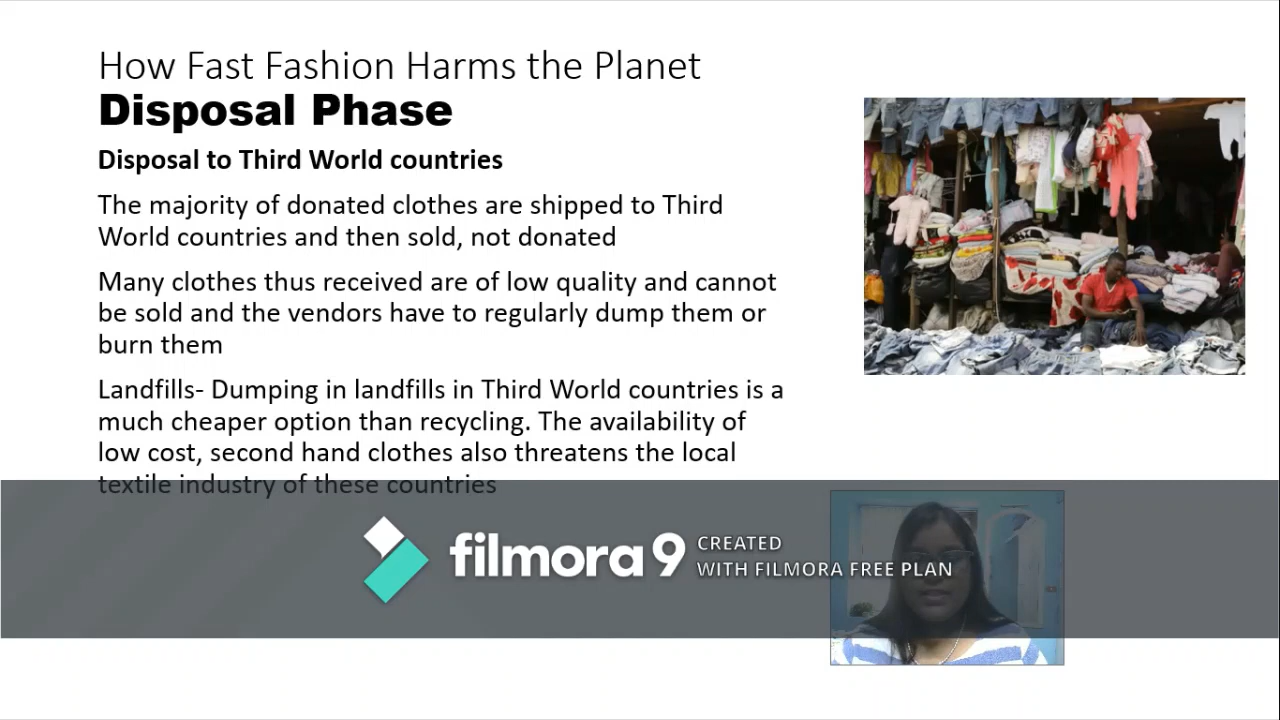 How Fast Fashion Harms the Planet
Disposal Phase
Disposal to Third World countries
The majority of donated clothes are shipped to Third
World countries and then sold, not donated
Many clothes thus received are of low quality and cannot
be sold and the vendors have to regularly dump them or
burn them
Landfills- Dumping in landfills in Third World countries is a
much cheaper option than recycling. The availability of
low cost, second hand clothes also threatens the local
textile industry of these countries
filmora 9
CREATED
WITH FILMORA FREE PLAN